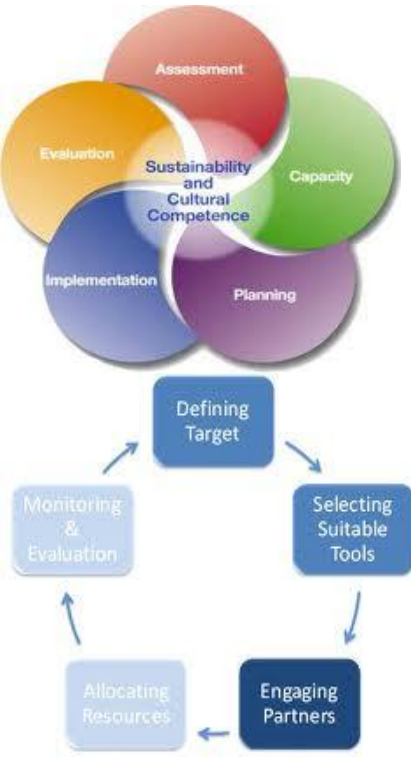 Assessment
Evaluation
Capacity
Sustainability
and
Cultural
Competence
Implementation
Planning
Defining
Target
Selecting
Suitable
Tools
Engaging
Partners
Allocating
Resources
Monitoring
&
Evaluation